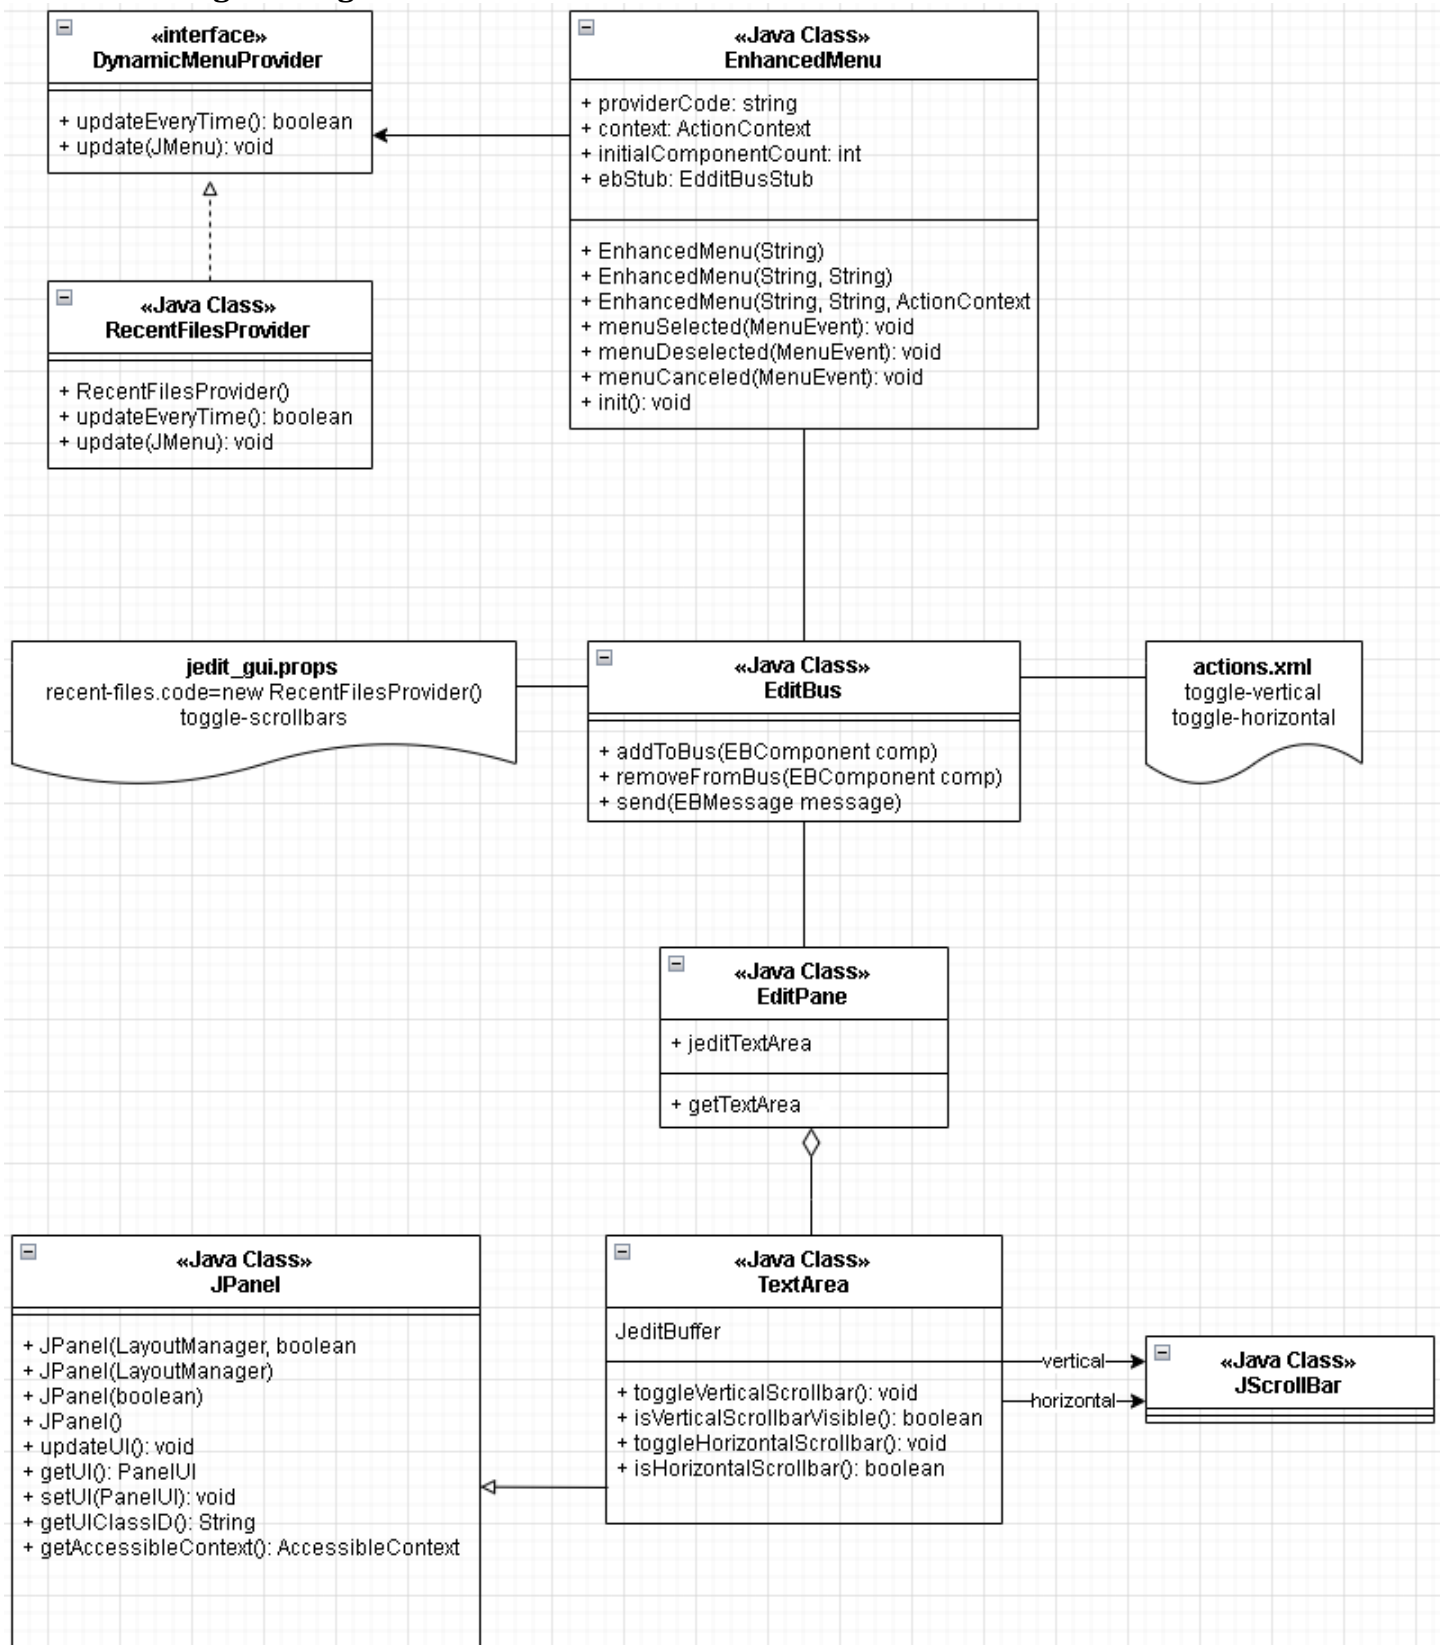 «interface»
DynamicMenuProvider
+ updateEveryTime(): boolean
+ update(JMenu): void
«Java Class»
EnhancedMenu
+ providerCode: string
+ context: ActionContext
+ initialComponentCount: int
+ ebStub: EdditBusStub
+ EnhancedMenu(String)
+ EnhancedMenu(String, String)
+ EnhancedMenu(String, String, ActionContext
+ menuSelected(MenuEvent): void
+ menuDeselected(MenuEvent): void
+ menuCanceled(MenuEvent): void
+ init(): void
«Java Class»
RecentFilesProvider
+ RecentFilesProvider()
+ updateEveryTime(): boolean
+ update(JMenu): void
jedit_gui.props
recent-files.code=new RecentFilesProvider()
toggle-scrollbars
«Java Class»
EditBus
+ addToBus(EBComponent comp)
+ removeFromBus(EBComponent comp)
+ send(EBMessage message)
actions.xml
toggle-vertical
toggle-horizontal
«Java Class»
EditPane
+ jeditTextArea
+ getTextArea
«Java Class»
JPanel
+ JPanel(LayoutManager, boolean
+ JPanel(LayoutManager)
+ JPanel(boolean)
+ JPanel()
+ updateUI(): void
+ getUI(): PanelUI
+ setUI(PanelUI): void
+ getUIClassID(): String
+ getAccessibleContext(): AccessibleContext
«Java Class»
TextArea
JeditBuffer
+ toggleVerticalScrollbar(): void
+ isVerticalScrollbarVisible(): boolean
+ toggleHorizontalScrollbar(): void
+ isHorizontalScrollbar(): boolean
vertical
horizontal
«Java Class»
JScrollBar